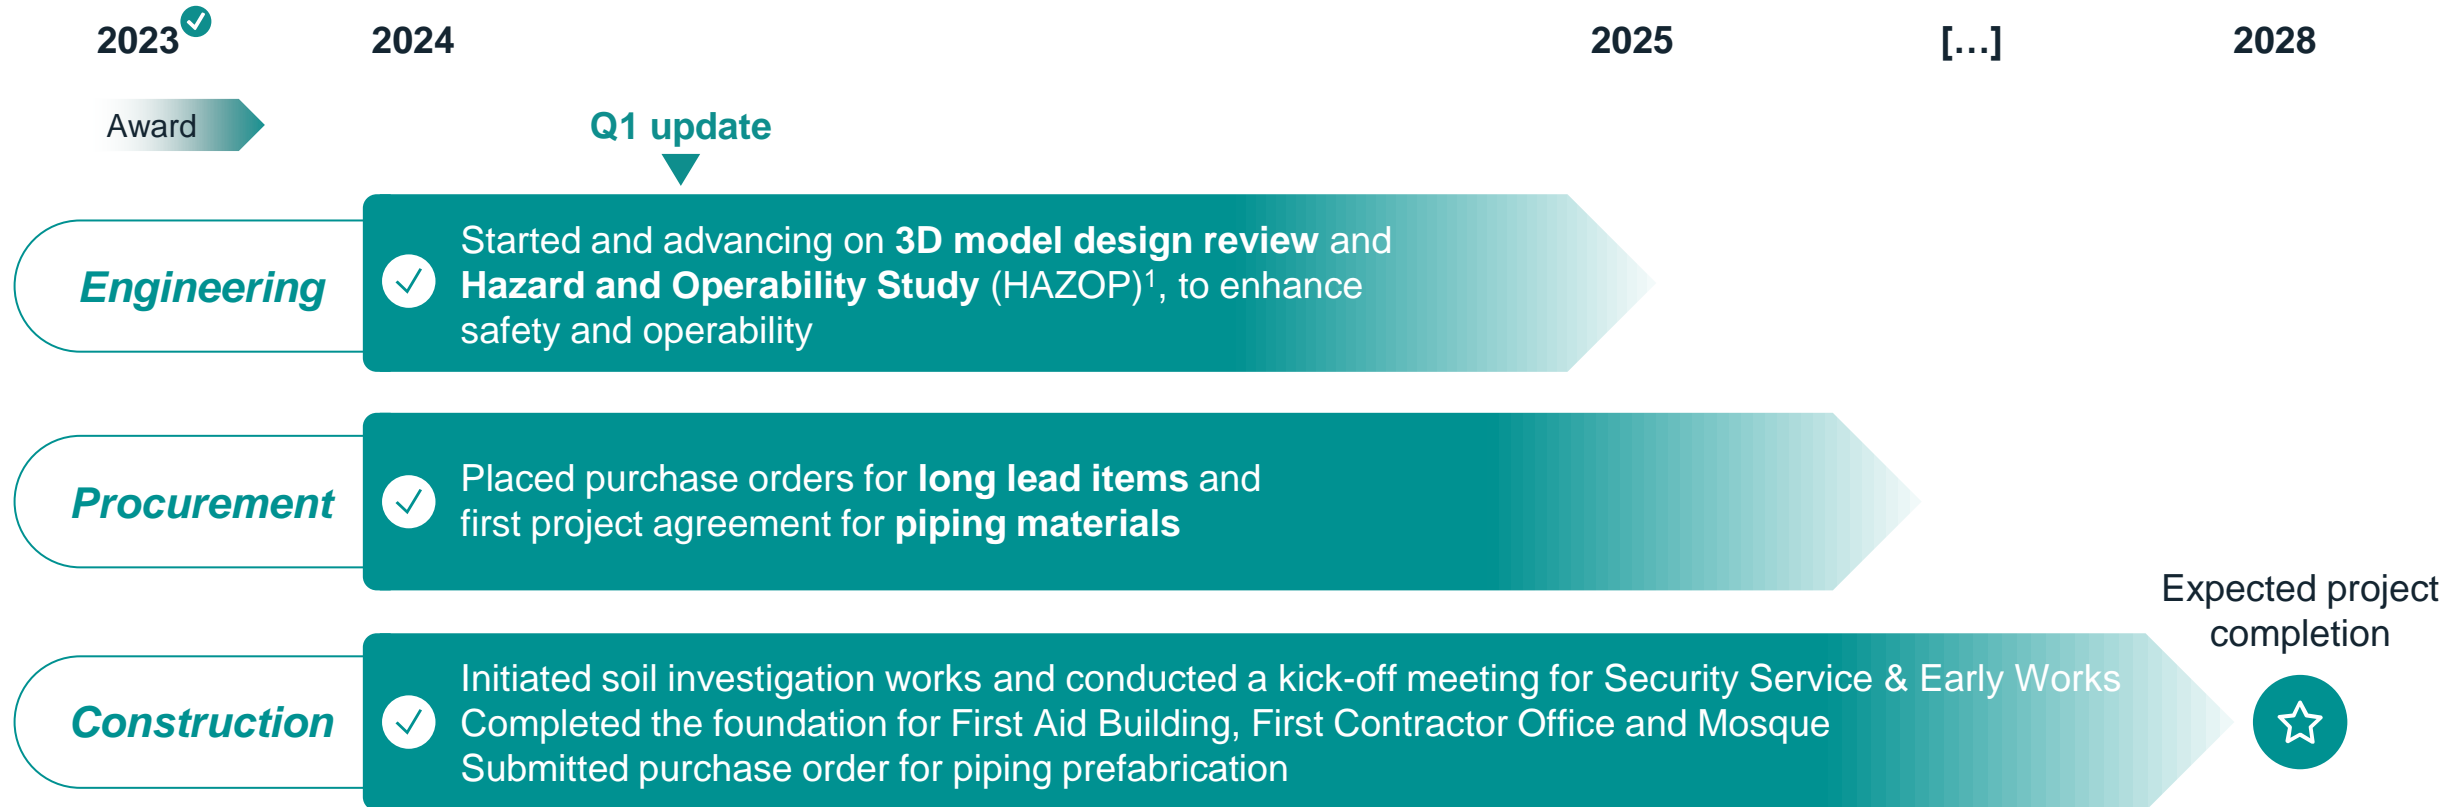 2023 2024 2025 [...] 2028
Award
Q1 update
Engineering
Started and advancing on 3D model design review and
Hazard and Operability Study (HAZOP)¹, to enhance
safety and operability
Procurement
Placed purchase orders for long lead items and
first project agreement for piping materials
Expected project
completion
Construction
Initiated soil investigation works and conducted a kick-off meeting for Security Service & Early Works
Completed the foundation for First Aid Building, First Contractor Office and Mosque
Submitted purchase order for piping prefabrication